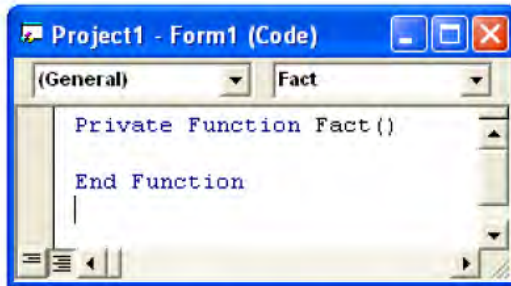 Project1 - Form1 (Code)
(General) Fact
Private Function Fact()
End Function